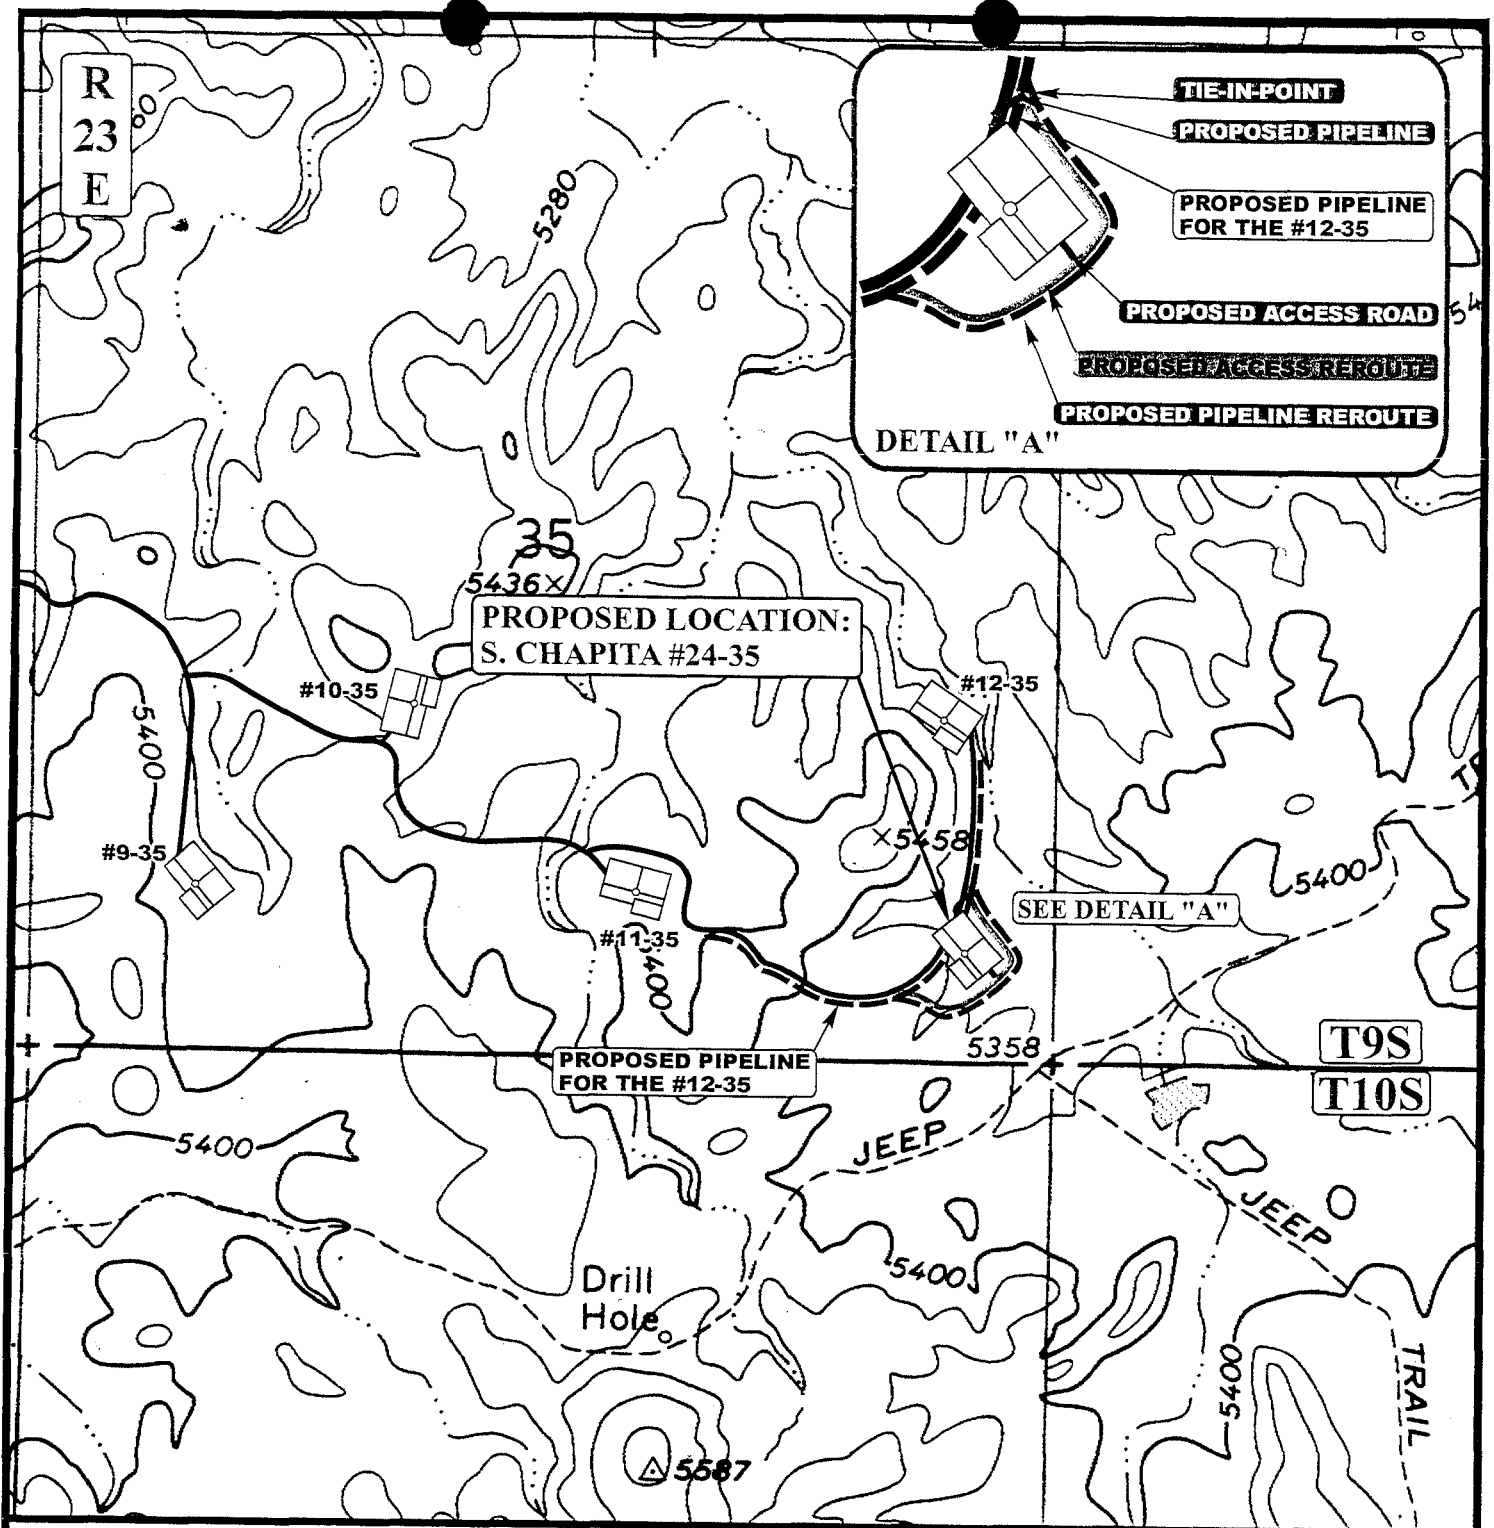 R
23
E
80
TIE-IN-POINT
PROPOSED PIPELINE
PROPOSED PIPELINE
FOR THE #12-35
PROPOSED ACCESS ROAD
PROPOSED ACCESS REROUTE
PROPOSED PIPELINE REROUTE
DETAIL "A"
54
5280
35
5436
PROPOSED LOCATION:
S. CHAPITA #24-35
#10-35
#12-35
5400
5458
#9-35
5400
SEE DETAIL "A"
#11-35
5400
5358
T9S
T10S
PROPOSED PIPELINE
FOR THE #12-35
5400
JEEP
JEEP
5400
Drill
Hole
5400
TRAIL
5587